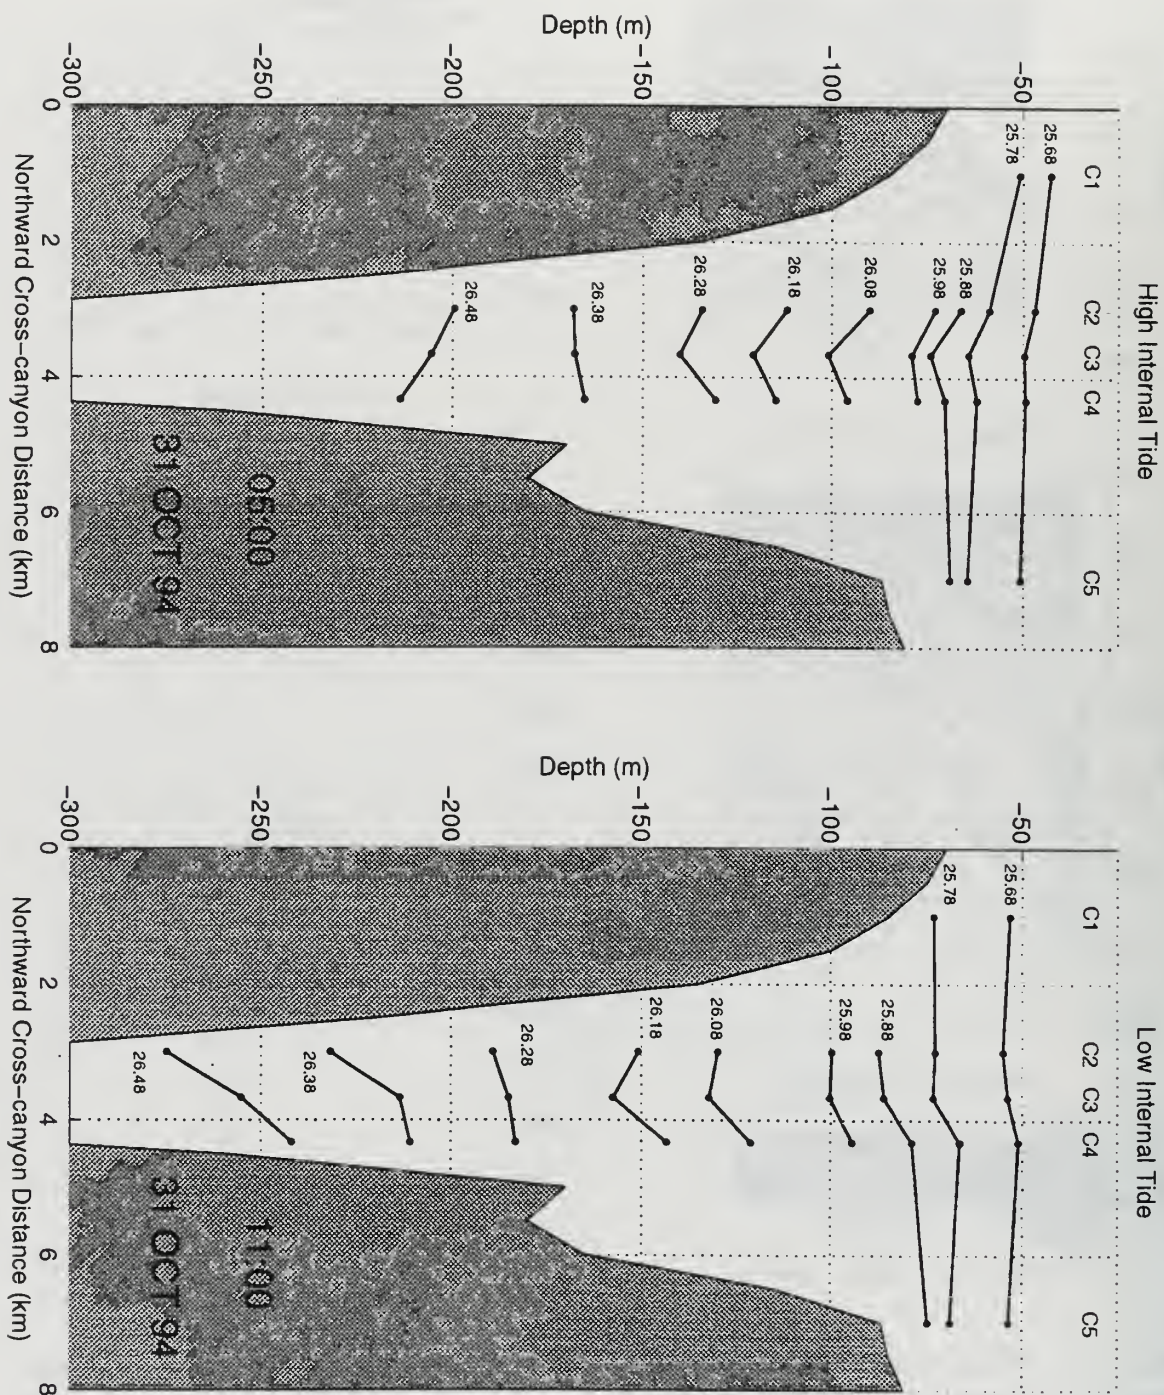 High Internal Tide
C1
C2
C3
C4
C5
25.68
25.78
25.88
25.98
26.08
26.18
26.28
26.38
26.48
Depth (m)
-50
-100
-150
-200
-250
-300
05:00
31 OCT 94
0
2
4
6
8
Northward Cross-canyon Distance (km)
Low Internal Tide
C1
C2
C3
C4
C5
25.68
25.78
25.88
25.98
26.08
26.18
26.28
26.38
26.48
Depth (m)
-50
-100
-150
-200
-250
-300
11:00
31 OCT 94
0
2
4
6
8
Northward Cross-canyon Distance (km)